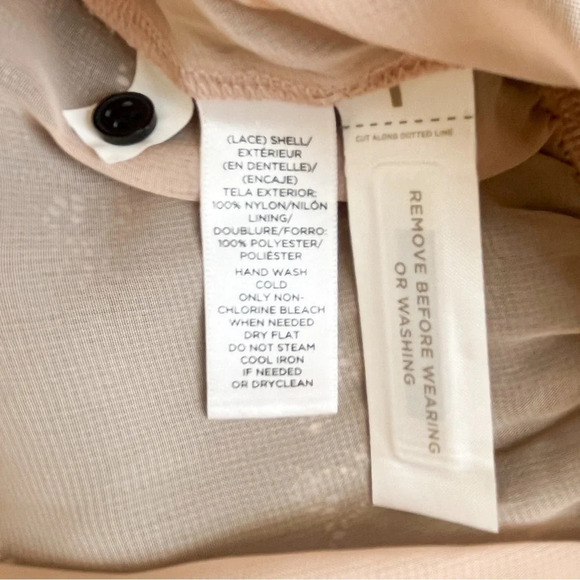 (LACE) SHELL/
EXTÉRIEUR
(EN DENTELLE)/
(ENCAJE)
TELA EXTERIOR:
100% NYLON/NILÓN
LINING/
DOUBLURE/FORRO:
100% POLYESTER/
POLIÉSTER
HAND WASH
COLD
ONLY NON-
CHLORINE BLEACH
WHEN NEEDED
DRY FLAT
DO NOT STEAM
COOL IRON
IF NEEDED
OR DRYCLEAN
CUT ALONG DOTTED LINE
REMOVE BEFORE WEARING
OR WASHING